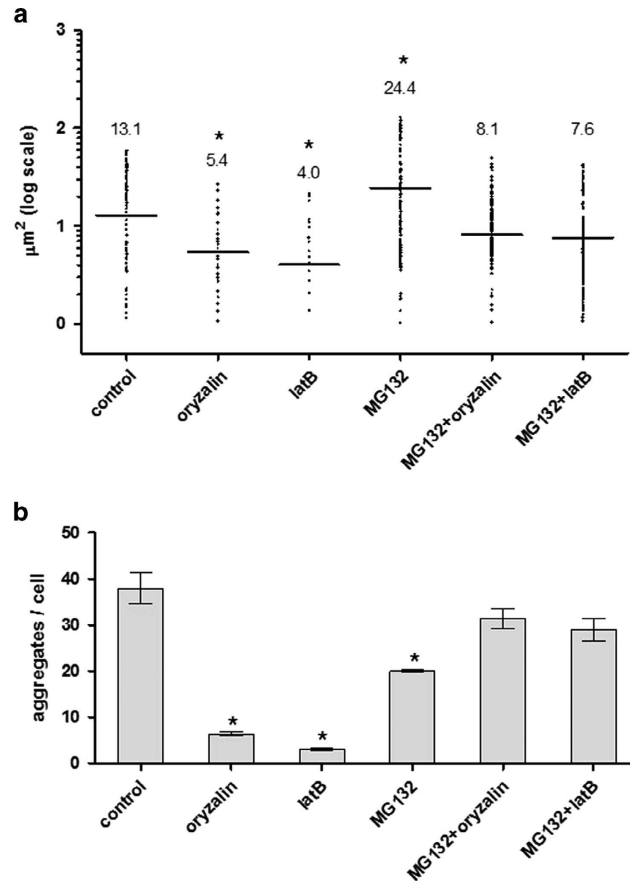 a
µm² (log scale)
3
2
1
0
13.1
*
5.4
*
4.0
*
24.4
8.1
7.6
control
oryzalin
latB
MG132
MG132+oryzalin
MG132+latB
b
aggregates / cell
50
40
30
20
10
0
*
*
*
control
oryzalin
latB
MG132
MG132+oryzalin
MG132+latB